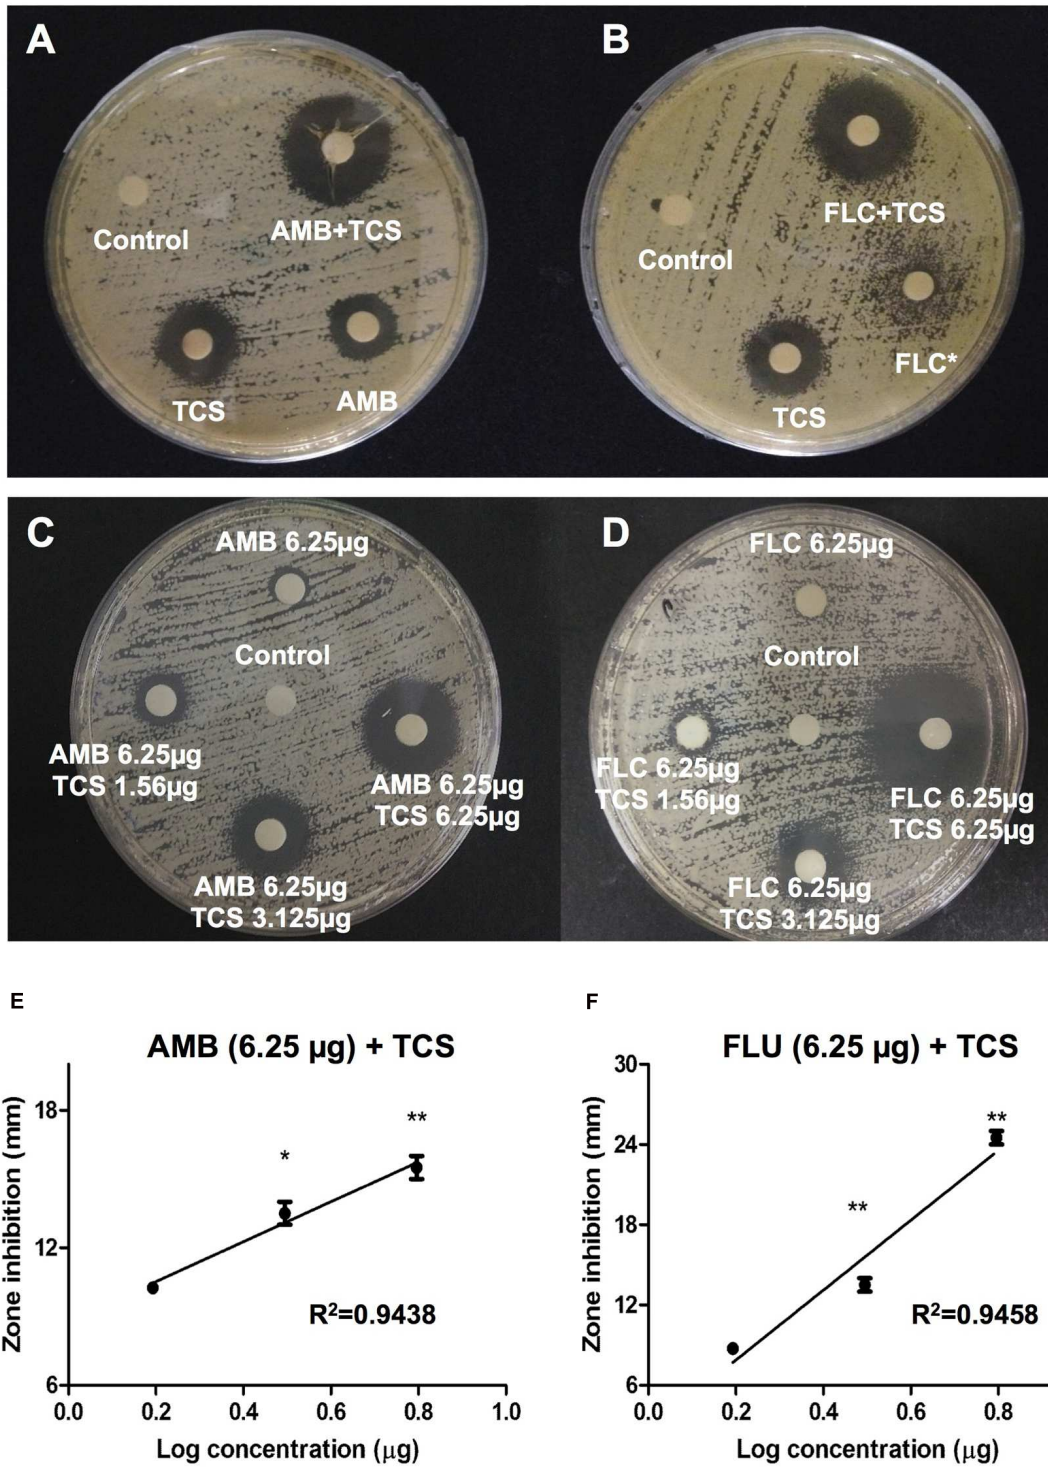 A
B
Control
AMB+TCS
TCS
AMB
FLC+TCS
Control
FLC*
TCS
C
AMB 6.25µg
Control
AMB 6.25µg
TCS 1.56µg
AMB 6.25µg
TCS 6.25µg
AMB 6.25µg
TCS 3.125µg
D
FLC 6.25µg
Control
FLC 6.25µg
TCS 1.56µg
FLC 6.25µg
TCS 6.25µg
FLC 6.25µg
TCS 3.125µg
E
AMB (6.25 µg) + TCS
Zone inhibition (mm)
18
12
6
*
**
R²=0.9438
0.0 0.2 0.4 0.6 0.8 1.0
Log concentration (µg)
F
FLU (6.25 µg) + TCS
Zone inhibition (mm)
30
24
18
12
6
**
**
R²=0.9458
0.0 0.2 0.4 0.6 0.8
Log concentration (µg)